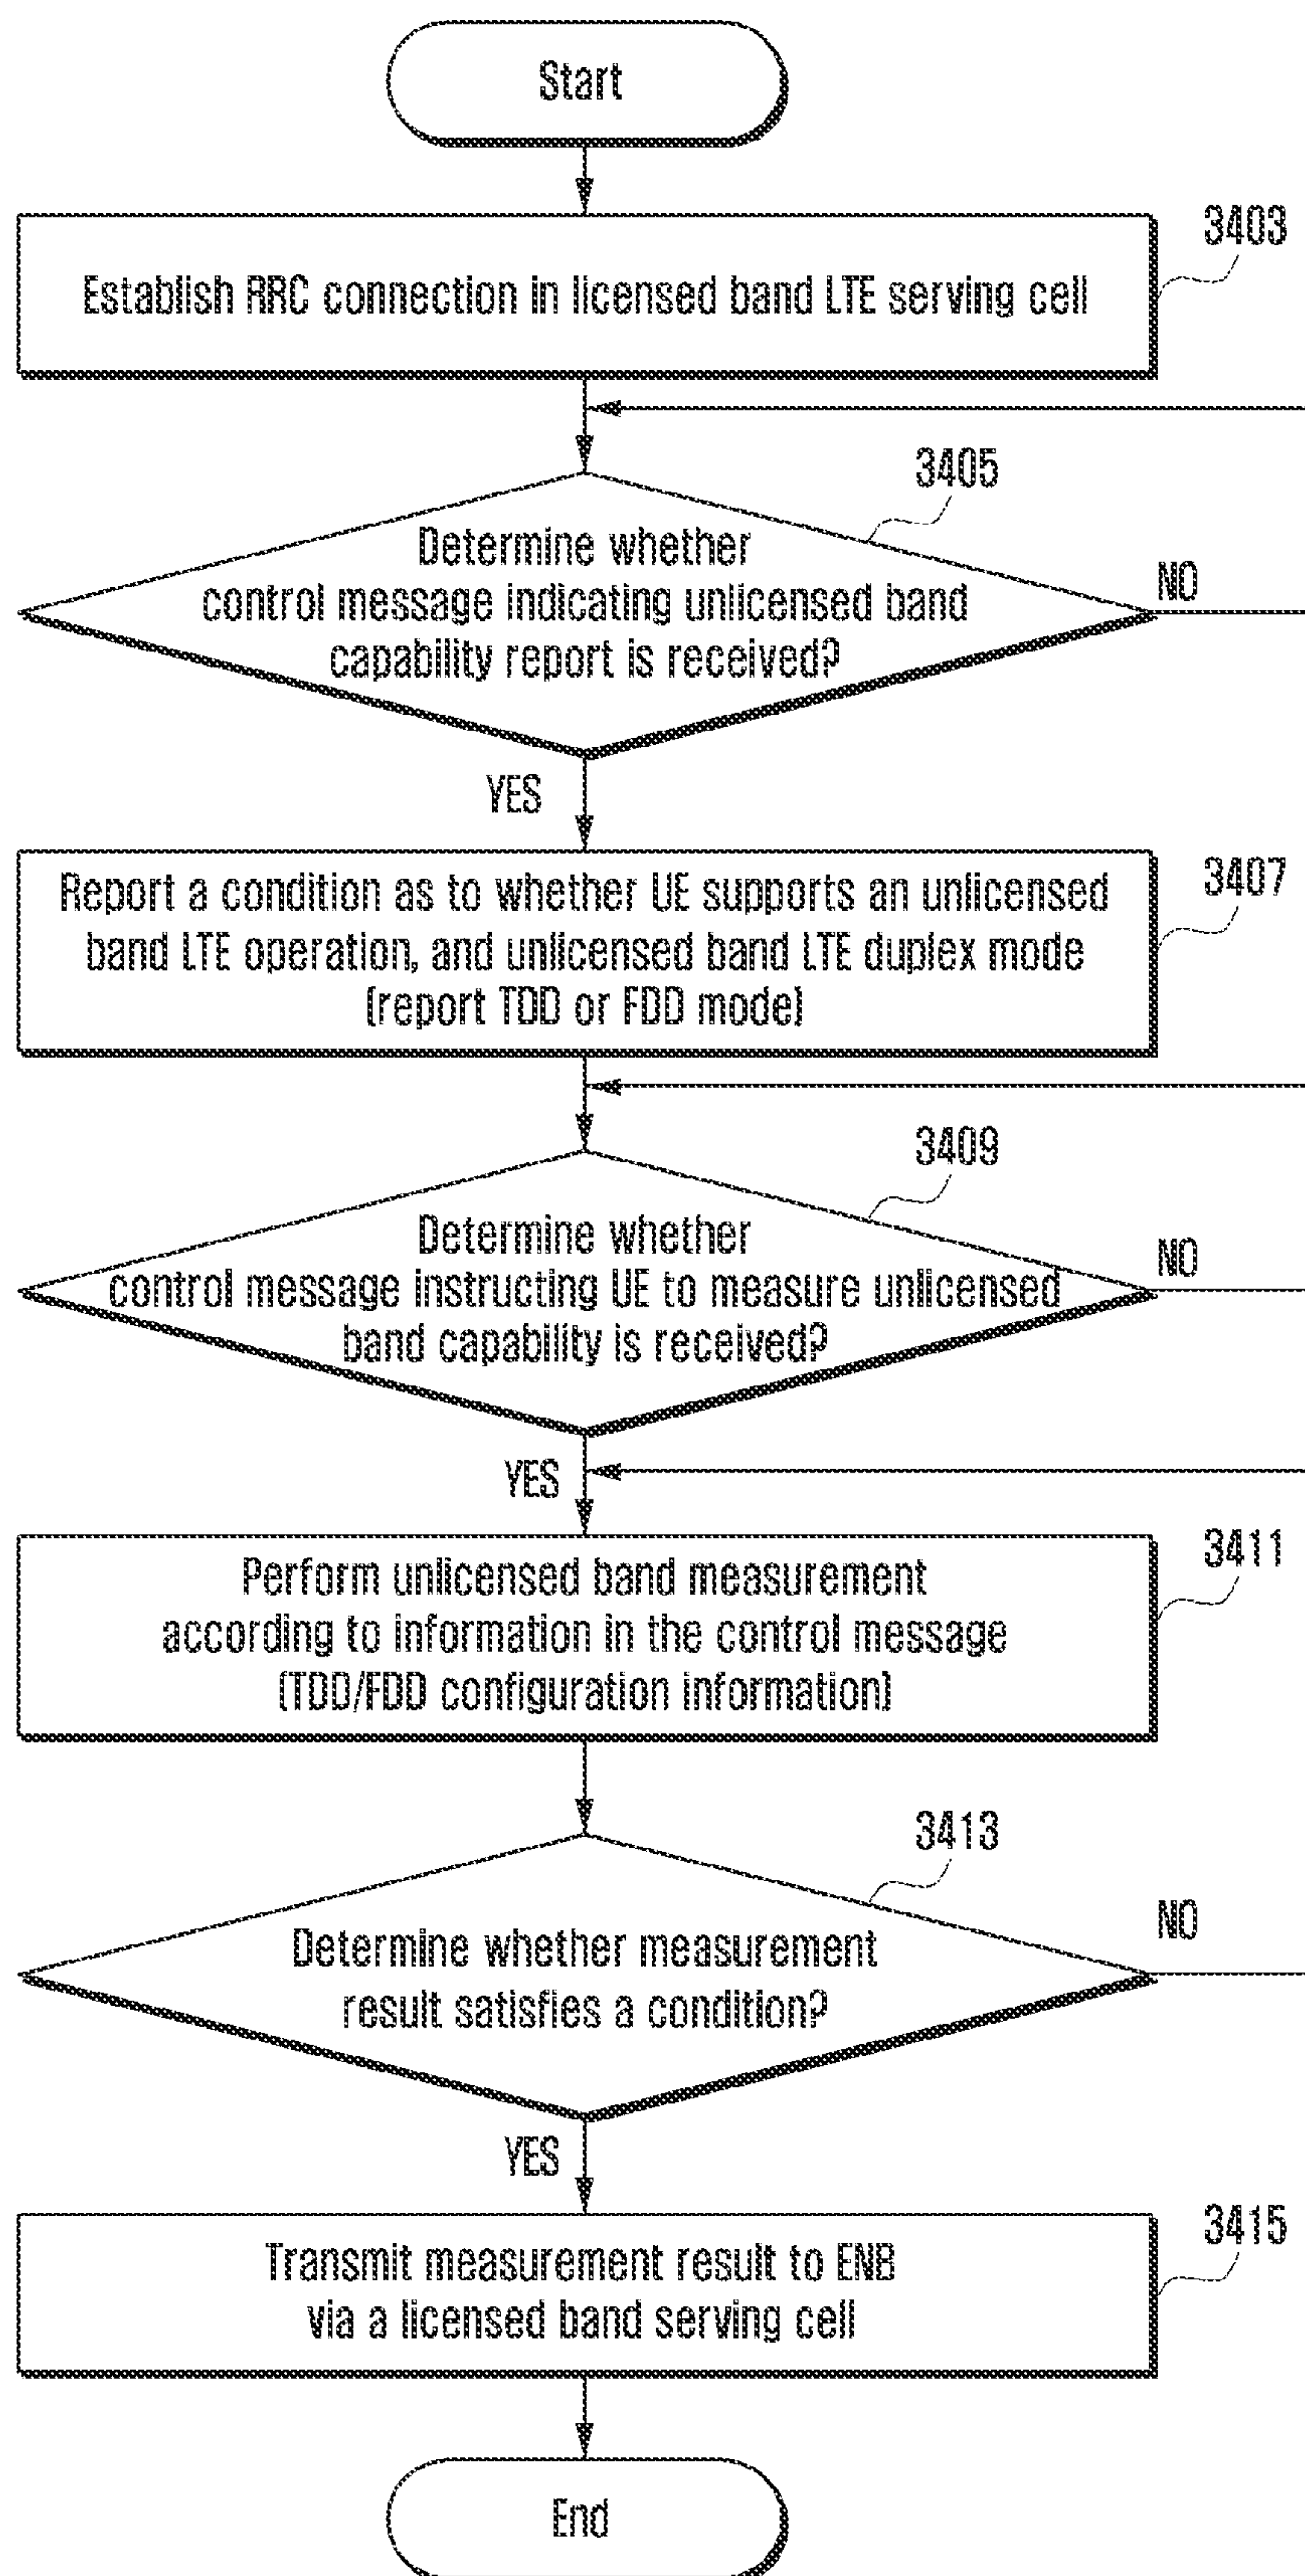 Start
3403
Establish RRC connection in licensed band LTE serving cell
3405
Determine whether
control message indicating unlicensed band
capability report is received?
NO
YES
3407
Report a condition as to whether UE supports an unlicensed
band LTE operation, and unlicensed band LTE duplex mode
(report TDD or FDD mode)
3409
Determine whether
control message instructing UE to measure unlicensed
band capability is received?
NO
YES
3411
Perform unlicensed band measurement
according to information in the control message
(TDD/FDD configuration information)
3413
Determine whether measurement
result satisfies a condition?
NO
YES
3415
Transmit measurement result to ENB
via a licensed band serving cell
End